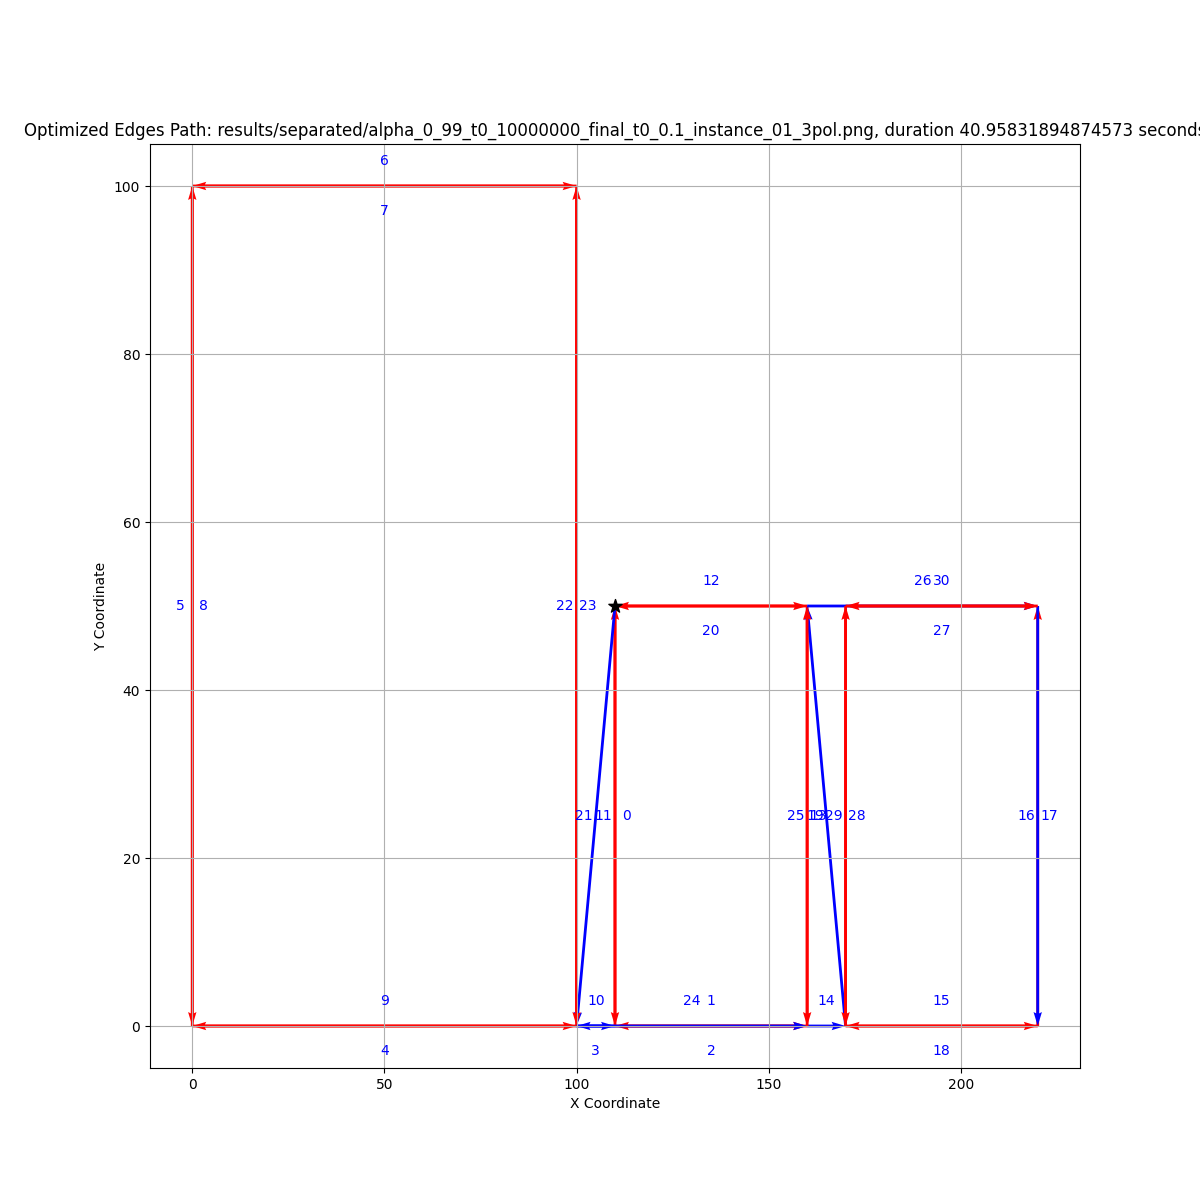 Optimized Edges Path: results/separated/alpha_0_99_t0_10000000_final_t0_0.1_instance_01_3pol.png, duration 40.95831894874573 seconds
6
100
7
80
60
12
26 30
5 8 22 23
20 27
Y Coordinate
40
21 11 0 25 19 29 28 16 17
20
9 10 24 1 14 15
0
4 3 2 18
0 50 100 150 200
X Coordinate